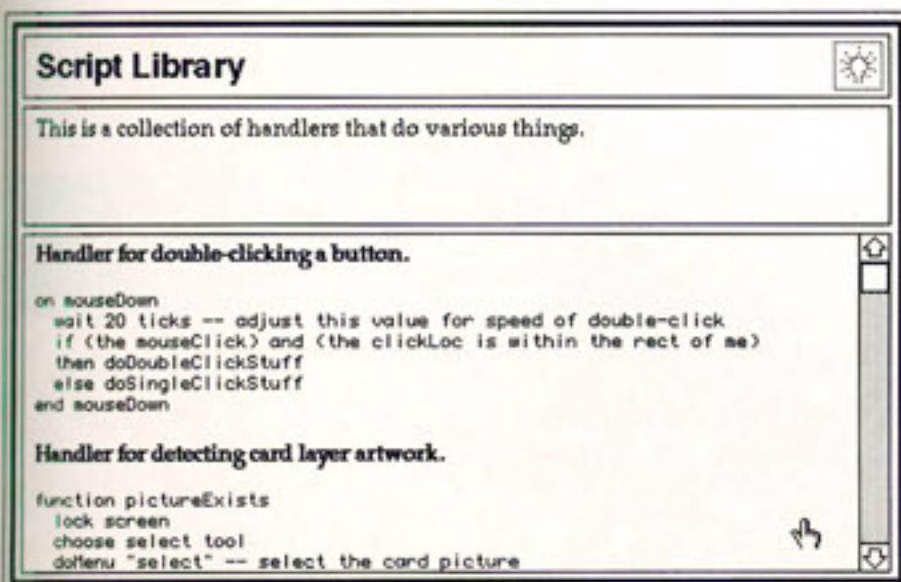 Script Library
This is a collection of handlers that do various things.
Handler for double-clicking a button.
on mouseDown
wait 20 ticks -- adjust this value for speed of double-click
if (the mouseClick) and (the clickLoc is within the rect of me)
then doDoubleClickStuff
else doSingleClickStuff
end mouseDown
Handler for detecting card layer artwork.
function pictureExists
lock screen
choose select tool
doMenu "select" -- select the card picture